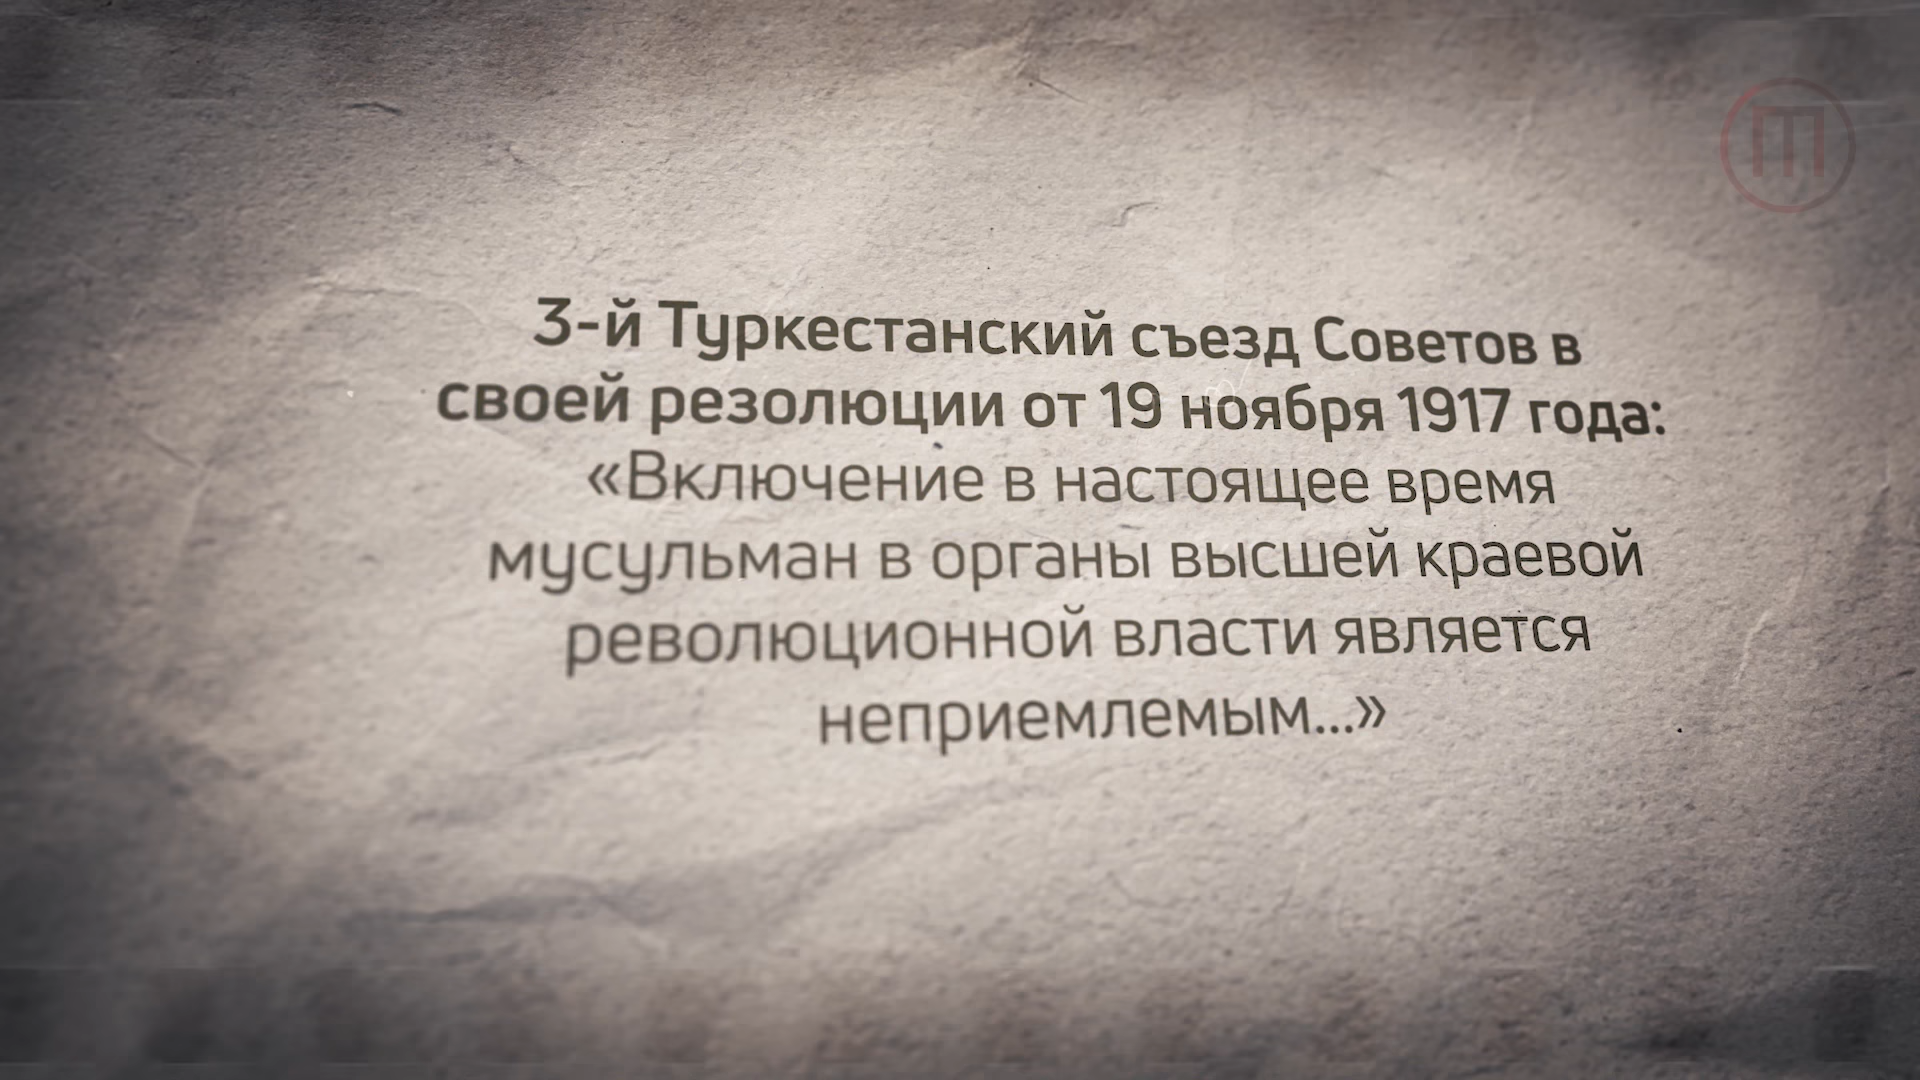 3-й Туркестанский съезд Советов в
своей резолюции от 19 ноября 1917 года:
«Включение в настоящее время
мусульман в органы высшей краевой
революционной власти является
неприемлемым...»